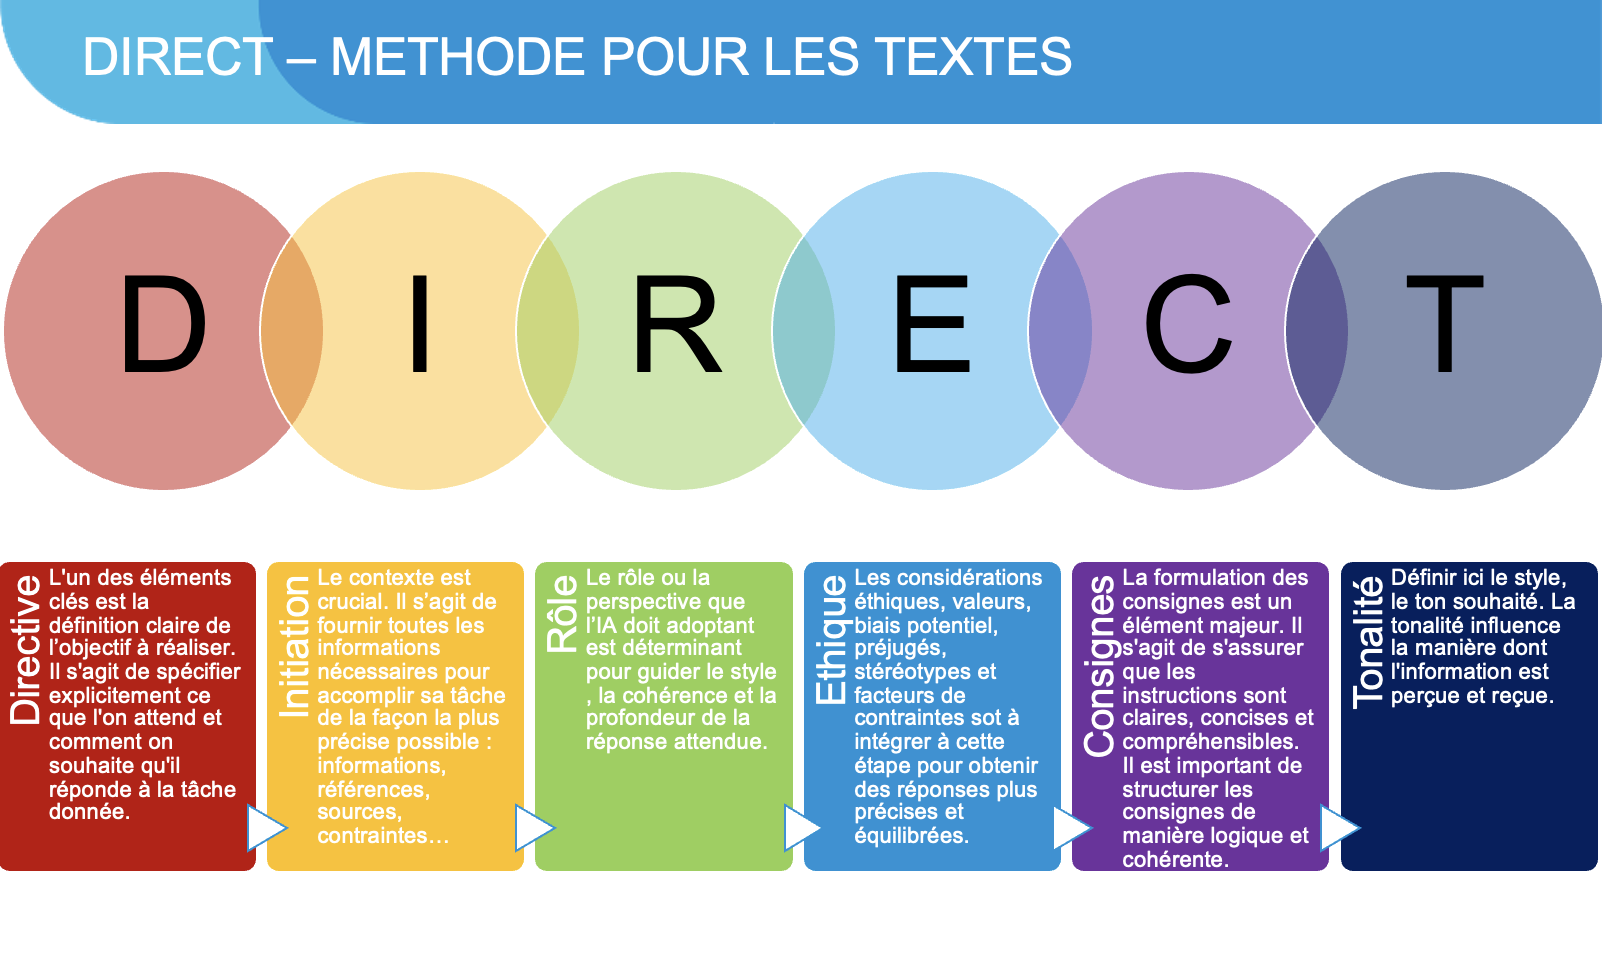 DIRECT – METHODE POUR LES TEXTES
D
I
R
E
C
T
Directive
L'un des éléments
clés est la
définition claire de
l’objectif à réaliser.
Il s'agit de spécifier
explicitement ce
que l'on attend et
comment on
souhaite qu'il
réponde à la tâche
donnée.
Initiation
Le contexte est
crucial. Il s’agit de
fournir toutes les
informations
nécessaires pour
accomplir sa tâche
de la façon la plus
précise possible :
informations,
références,
sources,
contraintes…
Rôle
Le rôle ou la
perspective que
l’IA doit adoptant
est déterminant
pour guider le style
, la cohérence et la
profondeur de la
réponse attendue.
Ethique
Les considérations
éthiques, valeurs,
biais potentiel,
préjugés,
stéréotypes et
facteurs de
contraintes sot à
intégrer à cette
étape pour obtenir
des réponses plus
précises et
équilibrées.
Consignes
La formulation des
consignes est un
élément majeur. Il
s'agit de s'assurer
que les
instructions sont
claires, concises et
compréhensibles.
Il est important de
structurer les
consignes de
manière logique et
cohérente.
Tonalité
Définir ici le style,
le ton souhaité. La
tonalité influence
la manière dont
l'information est
perçue et reçue.